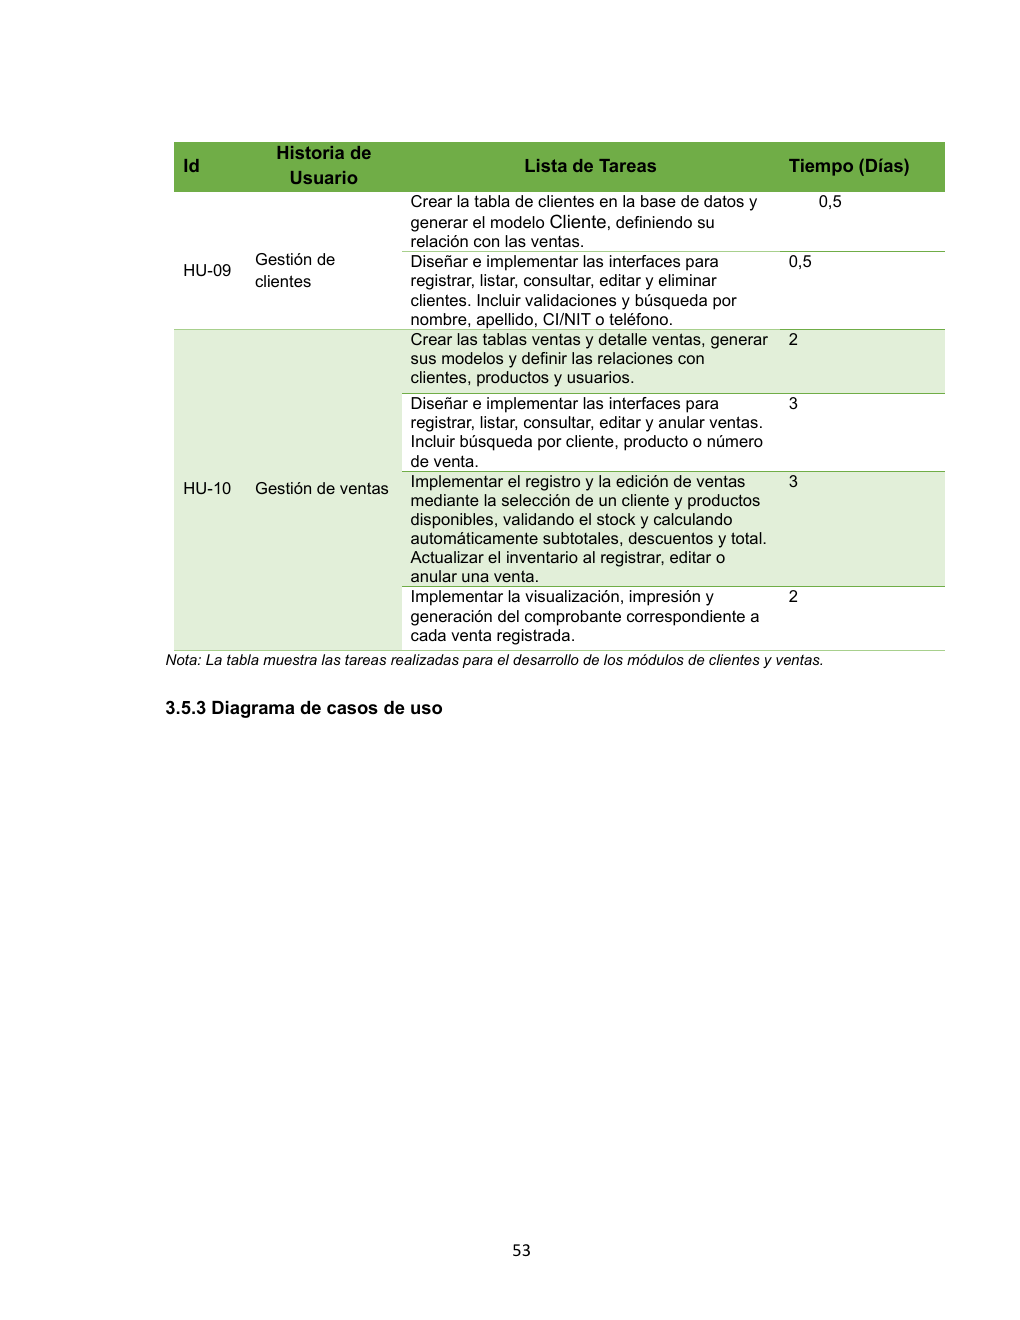 Id
Historia de
Usuario
Lista de Tareas
Tiempo (Días)
HU-09
Gestión de
clientes
Crear la tabla de clientes en la base de datos y
generar el modelo Cliente, definiendo su
relación con las ventas.
0,5
Diseñar e implementar las interfaces para
registrar, listar, consultar, editar y eliminar
clientes. Incluir validaciones y búsqueda por
nombre, apellido, CI/NIT o teléfono.
0,5
HU-10
Gestión de ventas
Crear las tablas ventas y detalle ventas, generar
sus modelos y definir las relaciones con
clientes, productos y usuarios.
2
Diseñar e implementar las interfaces para
registrar, listar, consultar, editar y anular ventas.
Incluir búsqueda por cliente, producto o número
de venta.
3
Implementar el registro y la edición de ventas
mediante la selección de un cliente y productos
disponibles, validando el stock y calculando
automáticamente subtotales, descuentos y total.
Actualizar el inventario al registrar, editar o
anular una venta.
3
Implementar la visualización, impresión y
generación del comprobante correspondiente a
cada venta registrada.
2
Nota: La tabla muestra las tareas realizadas para el desarrollo de los módulos de clientes y ventas.
3.5.3 Diagrama de casos de uso
53